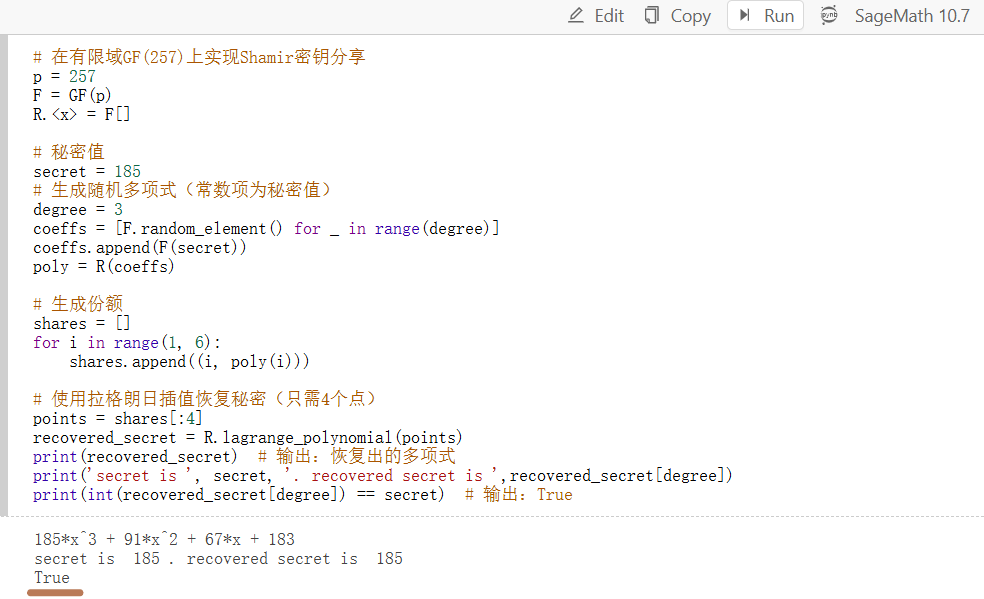 Edit Copy Run SageMath 10.7
# 在有限域GF(257)上实现Shamir密钥分享
p = 257
F = GF(p)
R.<x> = F[]
# 秘密值
secret = 185
# 生成随机多项式（常数项为秘密值）
degree = 3
coeffs = [F.random_element() for _ in range(degree)]
coeffs.append(F(secret))
poly = R(coeffs)
# 生成份额
shares = []
for i in range(1, 6):
    shares.append((i, poly(i)))
# 使用拉格朗日插值恢复秘密（只需4个点）
points = shares[:4]
recovered_secret = R.lagrange_polynomial(points)
print(recovered_secret)  # 输出：恢复出的多项式
print('secret is ', secret, '. recovered secret is ',recovered_secret[degree])
print(int(recovered_secret[degree]) == secret)  # 输出：True
185*x^3 + 91*x^2 + 67*x + 183
secret is  185 . recovered secret is  185
True